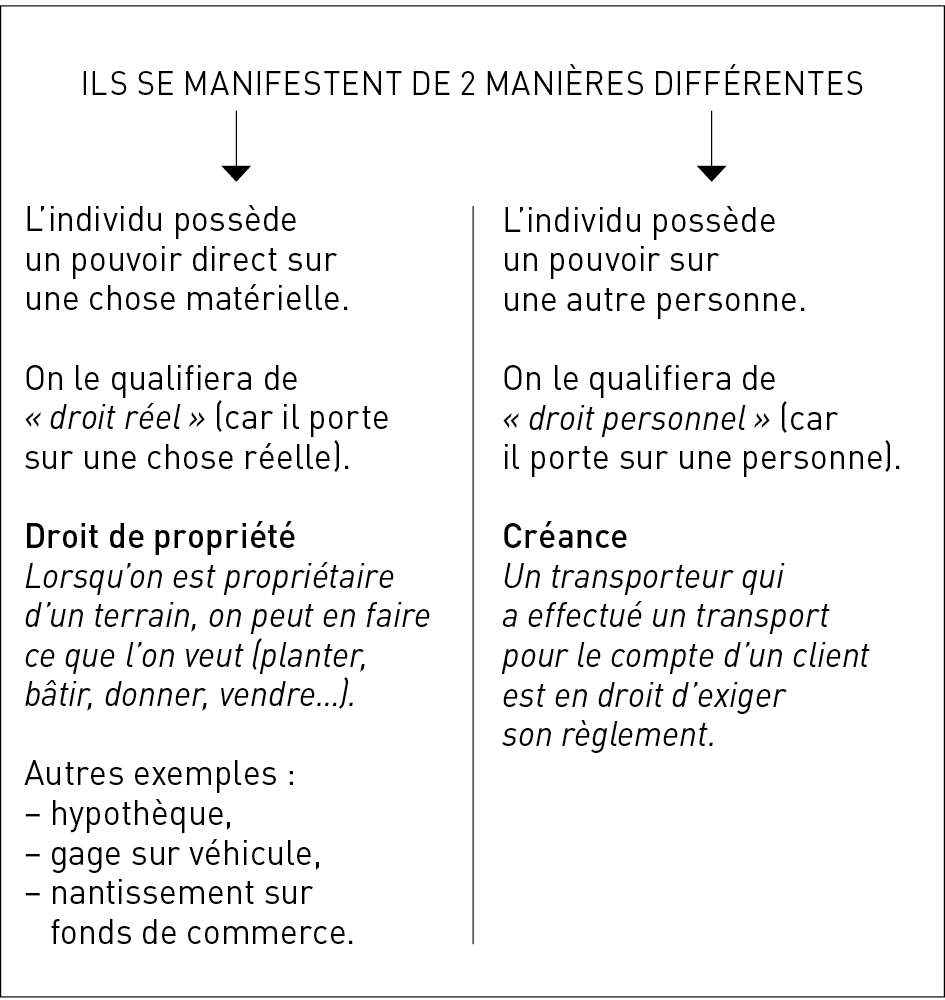 ILS SE MANIFESTENT DE 2 MANIÈRES DIFFÉRENTES
L’individu possède
un pouvoir direct sur
une chose matérielle.
On le qualifiera de
« droit réel » (car il porte
sur une chose réelle).
Droit de propriété
Lorsqu’on est propriétaire
d’un terrain, on peut en faire
ce que l’on veut (planter,
bâtir, donner, vendre...).
Autres exemples :
– hypothèque,
– gage sur véhicule,
– nantissement sur
fonds de commerce.
L’individu possède
un pouvoir sur
une autre personne.
On le qualifiera de
« droit personnel » (car
il porte sur une personne).
Créance
Un transporteur qui
a effectué un transport
pour le compte d’un client
est en droit d’exiger
son règlement.